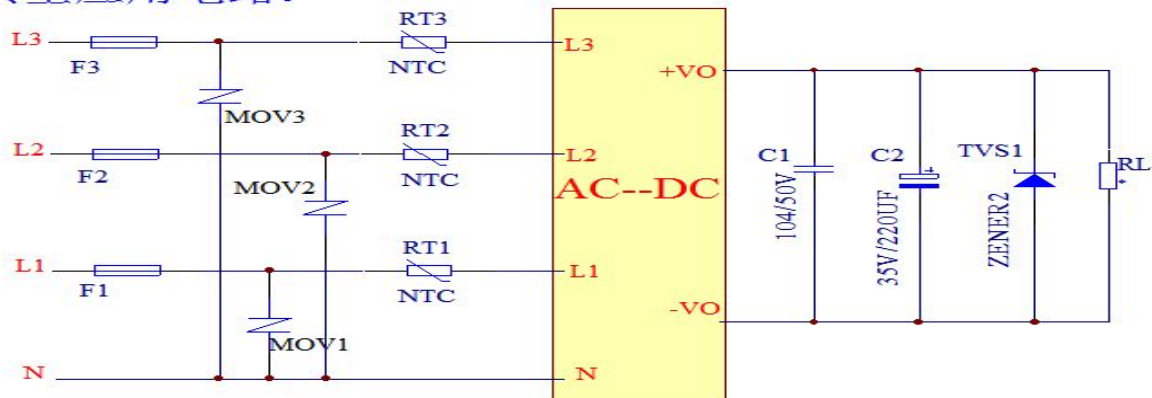 L3
F3
RT3
NTC
L3
MOV3
+VO
L2
F2
RT2
NTC
L2
MOV2
AC--DC
C1
104/50V
C2
+
35V/220UF
TVS1
ZENER2
RL
L1
F1
RT1
NTC
L1
MOV1
-VO
N
N